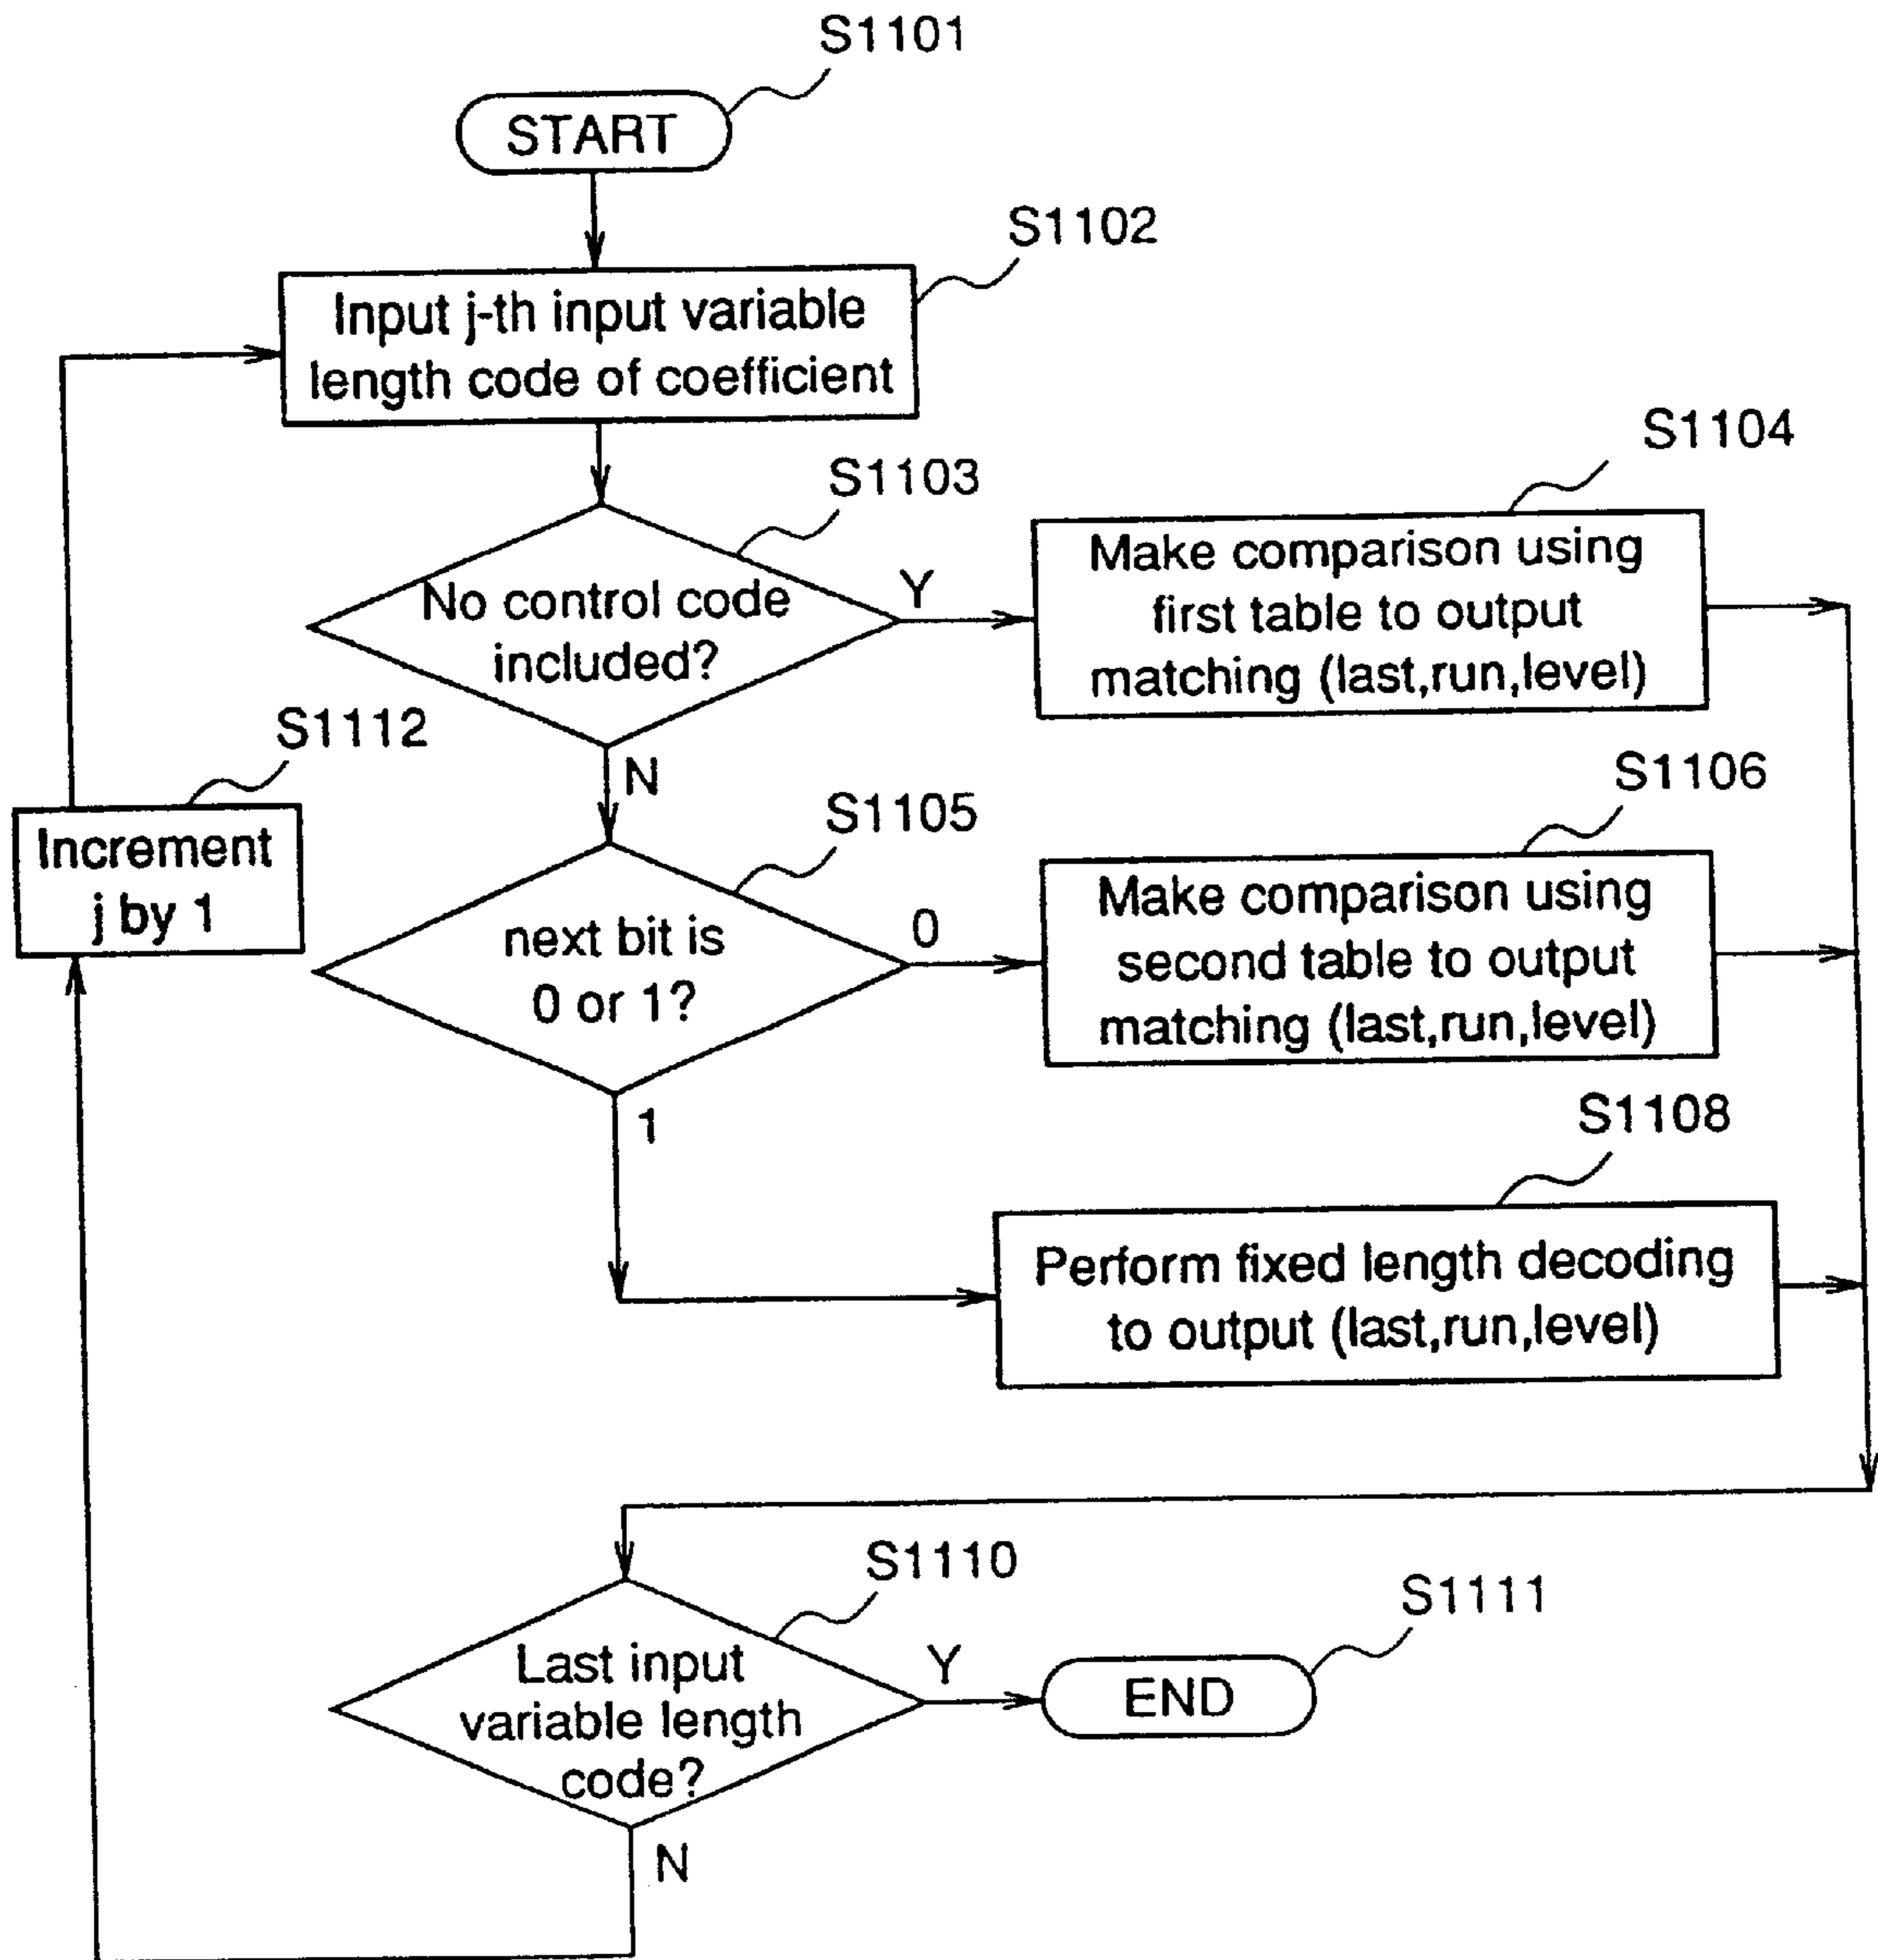 S1101
START
S1102
Input j-th input variable
length code of coefficient
S1103
No control code
included?
Y
N
S1104
Make comparison using
first table to output
matching (last,run,level)
S1112
Increment
j by 1
S1105
next bit is
0 or 1?
0
1
S1106
Make comparison using
second table to output
matching (last,run,level)
S1108
Perform fixed length decoding
to output (last,run,level)
S1110
Last input
variable length
code?
Y
N
S1111
END